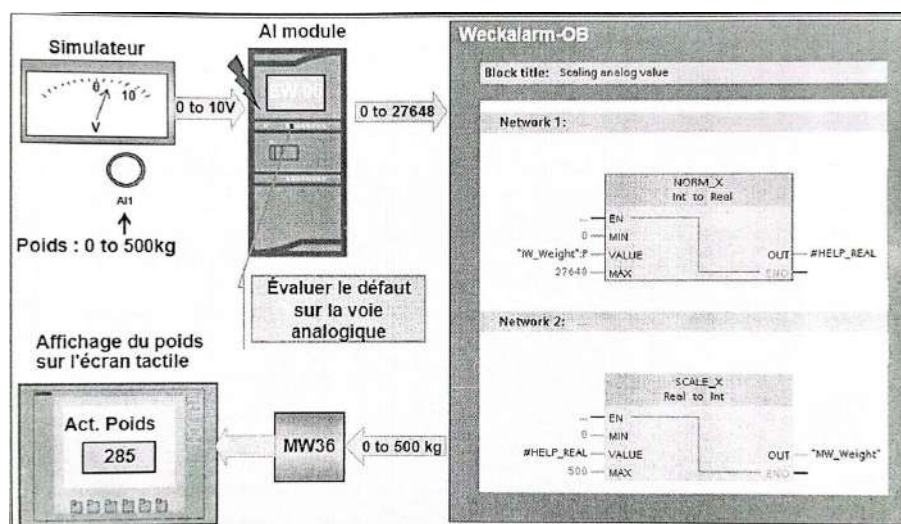 Simulateur
0 10
V
AI1
Poids : 0 to 500kg
0 to 10V
AI module
0 to 27648
Évaluer le défaut
sur la voie
analogique
Affichage du poids
sur l'écran tactile
Act. Poids
285
MW36
0 to 500 kg
Weckalarm-OB
Block title: Scaling analog value
Network 1:
NORM_X
Int to Real
... EN
0 MIN
"IW_Weight":P VALUE OUT #HELP_REAL
27648 MAX ENO
Network 2:
SCALE_X
Real to Int
... EN
0 MIN
#HELP_REAL VALUE OUT "MW_Weight"
500 MAX ENO